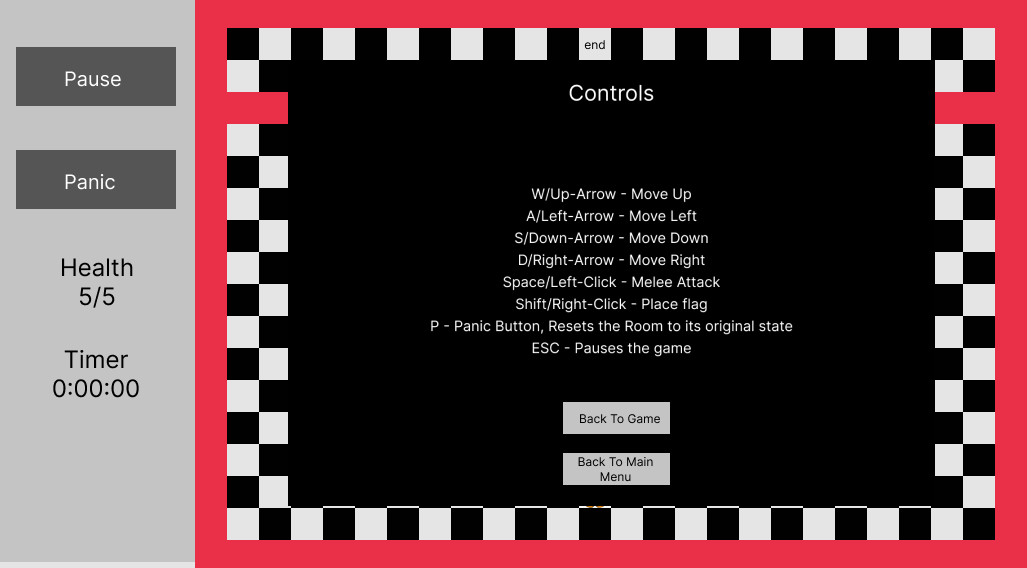 Pause
Panic
Health
5/5
Timer
0:00:00
end
Controls
W/Up-Arrow - Move Up
A/Left-Arrow - Move Left
S/Down-Arrow - Move Down
D/Right-Arrow - Move Right
Space/Left-Click - Melee Attack
Shift/Right-Click - Place flag
P - Panic Button, Resets the Room to its original state
ESC - Pauses the game
Back To Game
Back To Main
Menu